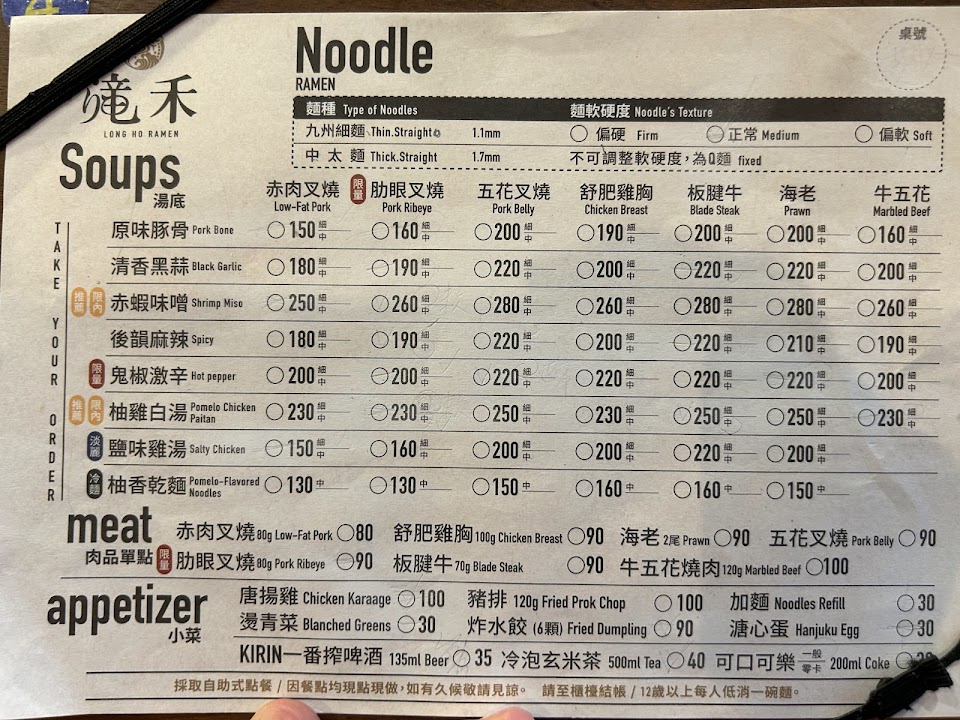 Noodle
RAMEN
桌號
滝禾
LONG HO RAMEN
麵種 Type of Noodles 麵軟硬度 Noodle's Texture
九州細麵 Thin.Straight 1.1mm 偏硬 Firm 正常 Medium 偏軟 Soft
中太麵 Thick.Straight 1.7mm 不可調整軟硬度，為Q麵 fixed
Soups
湯底
赤肉叉燒 限量 肋眼叉燒 五花叉燒 舒肥雞胸 板腱牛 海老 牛五花
Low-Fat Pork Pork Ribeye Pork Belly Chicken Breast Blade Steak Prawn Marbled Beef
TAKE YOUR ORDER
原味豚骨 Pork Bone 150 細中 160 細中 200 細中 190 細中 200 細中 200 細中 160 細中
清香黑蒜 Black Garlic 180 細中 190 細中 220 細中 200 細中 220 細中 220 細中 200 細中
推薦 限內 赤蝦味噌 Shrimp Miso 250 細中 260 細中 280 細中 260 細中 280 細中 280 細中 260 細中
後韻麻辣 Spicy 180 細中 190 細中 220 細中 200 細中 220 細中 210 細中 190 細中
限量 鬼椒激辛 Hot pepper 200 細中 200 細中 220 細中 220 細中 220 細中 220 細中 200 細中
推薦 限內 柚雞白湯 Pomelo Chicken Paitan 230 細中 230 細中 250 細中 230 細中 250 細中 250 細中 230 細中
淡麗 鹽味雞湯 Salty Chicken 150 細中 160 細中 200 細中 200 細中 220 細中 200 細中
冷麵 柚香乾麵 Pomelo-Flavored Noodles 130 中 130 中 150 中 160 中 160 中 150 中
meat
肉品單點
赤肉叉燒 80g Low-Fat Pork 80 舒肥雞胸 100g Chicken Breast 90 海老 2尾 Prawn 90 五花叉燒 Pork Belly 90
限量 肋眼叉燒 80g Pork Ribeye 90 板腱牛 70g Blade Steak 90 牛五花燒肉 120g Marbled Beef 100
appetizer
小菜
唐揚雞 Chicken Karaage 100 豬排 120g Fried Prok Chop 100 加麵 Noodles Refill 30
燙青菜 Blanched Greens 30 炸水餃 (6顆) Fried Dumpling 90 溏心蛋 Hanjuku Egg 30
KIRIN一番搾啤酒 135ml Beer 35 冷泡玄米茶 500ml Tea 40 可口可樂 一般 零卡 200ml Coke
採取自助式點餐 / 因餐點均現點現做，如有久候敬請見諒。 請至櫃檯結帳 / 12歲以上每人低消一碗麵。